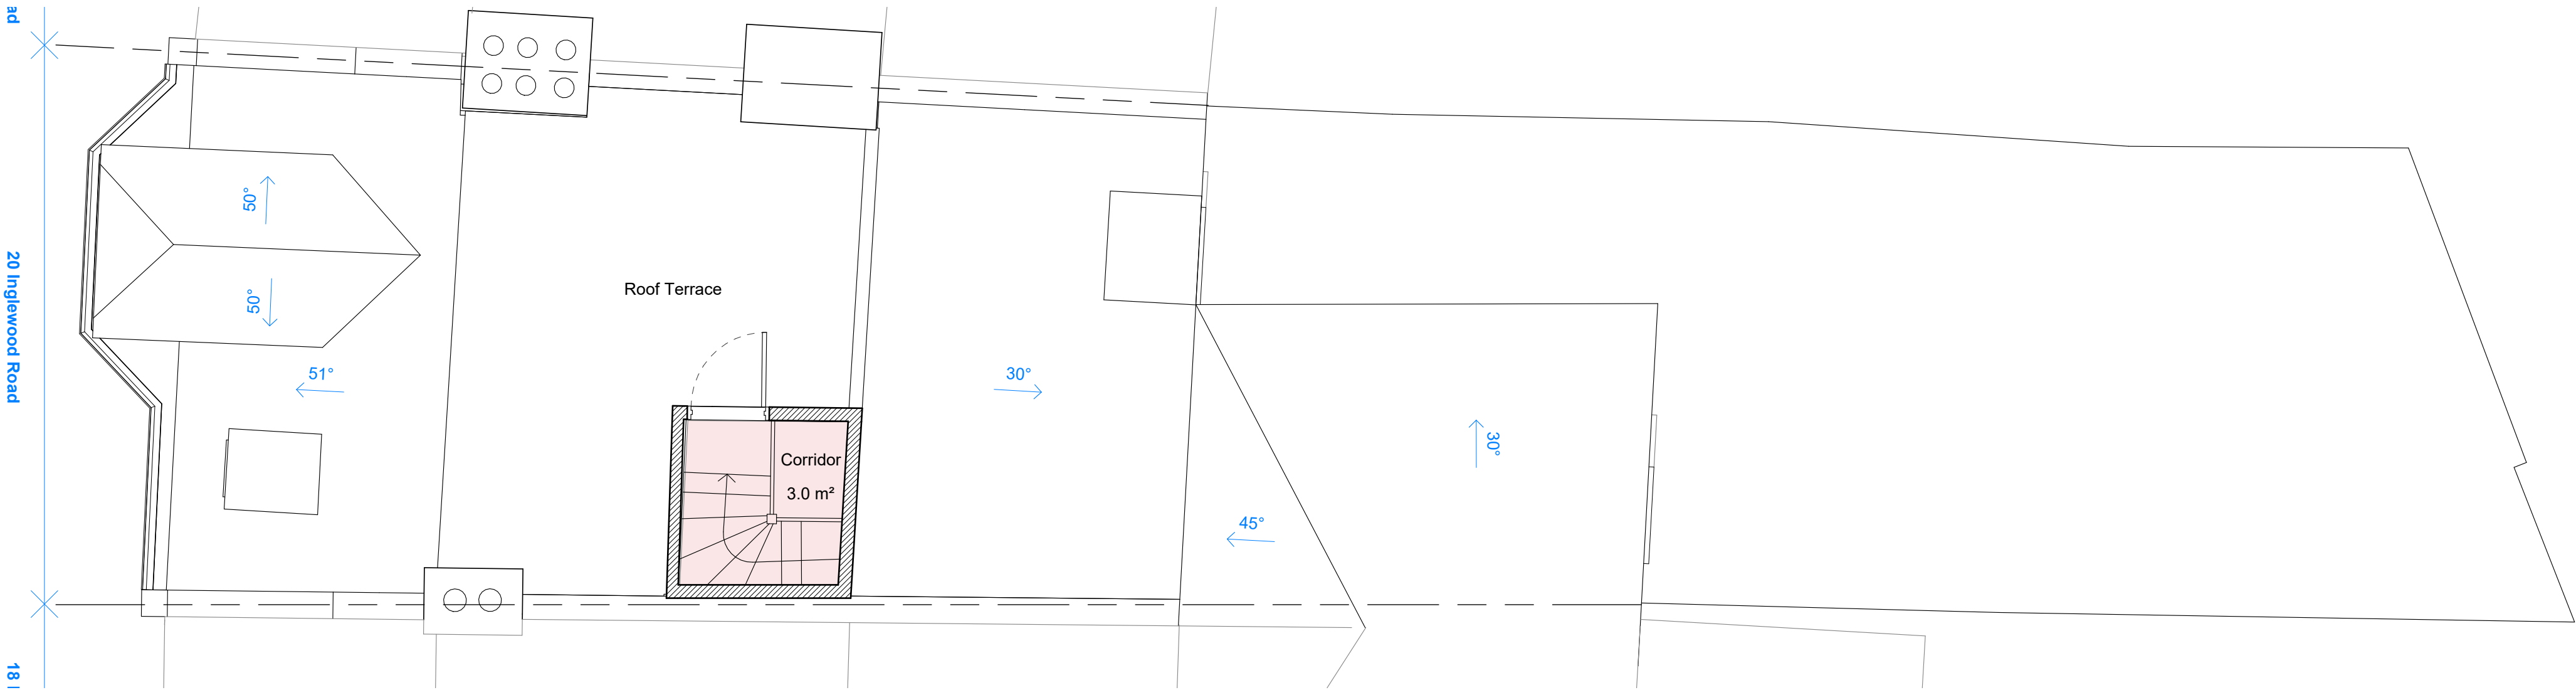 ad
20 Inglewood Road
18
50°
50°
51°
Roof Terrace
Corridor
3.0 m²
30°
45°
30°